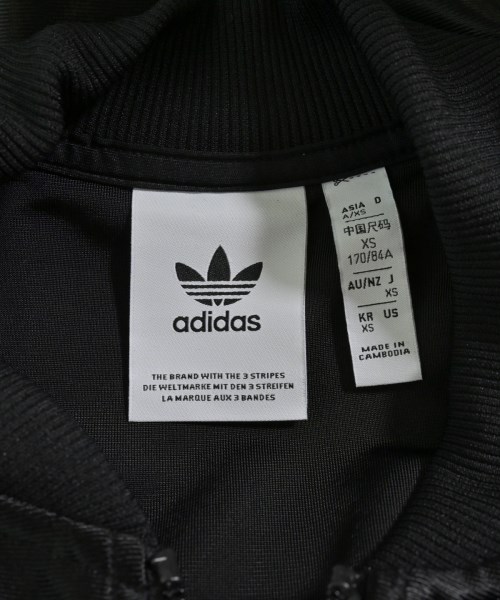 adidas
THE BRAND WITH THE 3 STRIPES
DIE WELTMARKE MIT DEN 3 STREIFEN
LA MARQUE AUX 3 BANDES
ASIA D
A/XS
中国尺码
XS
170/84A
AU/NZ J
XS
KR US
XS
MADE IN
CAMBODIA